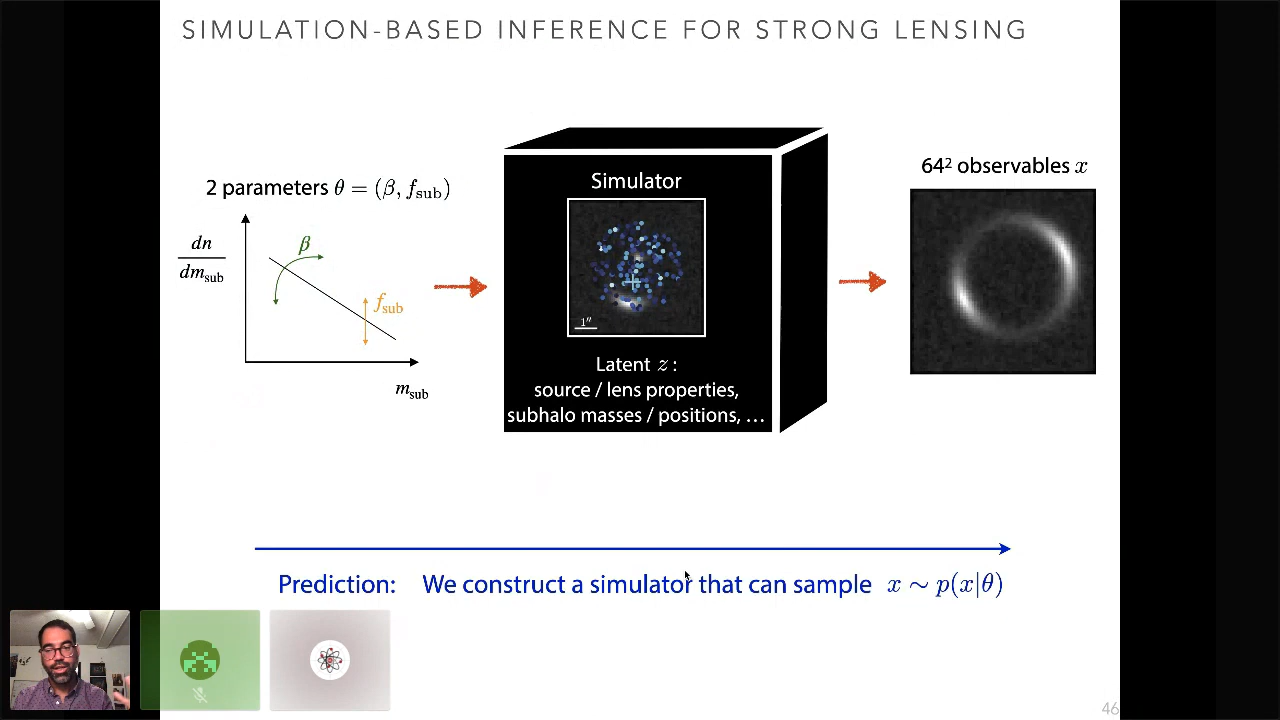 SIMULATION-BASED INFERENCE FOR STRONG LENSING
2 parameters θ = (β, f_sub)
dn
dm_sub
β
f_sub
m_sub
Simulator
1″
Latent z :
source / lens properties,
subhalo masses / positions, …
64² observables x
Prediction: We construct a simulator that can sample x ∼ p(x|θ)
46